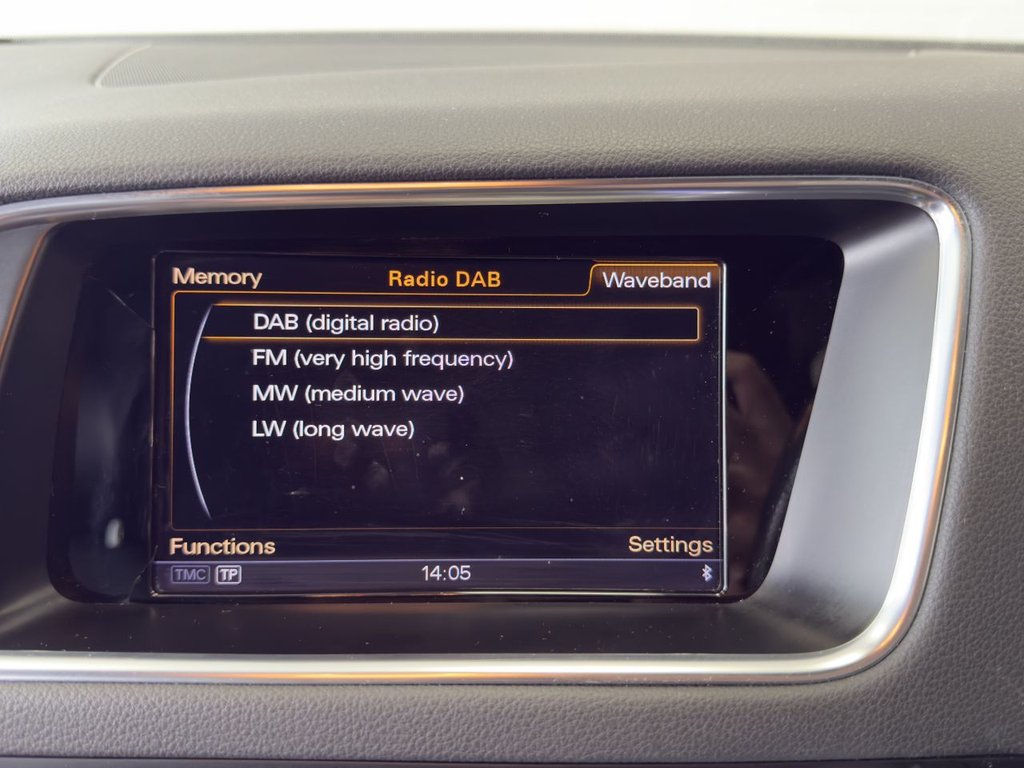 Memory Radio DAB Waveband
DAB (digital radio)
FM (very high frequency)
MW (medium wave)
LW (long wave)
Functions Settings
TMC TP 14:05